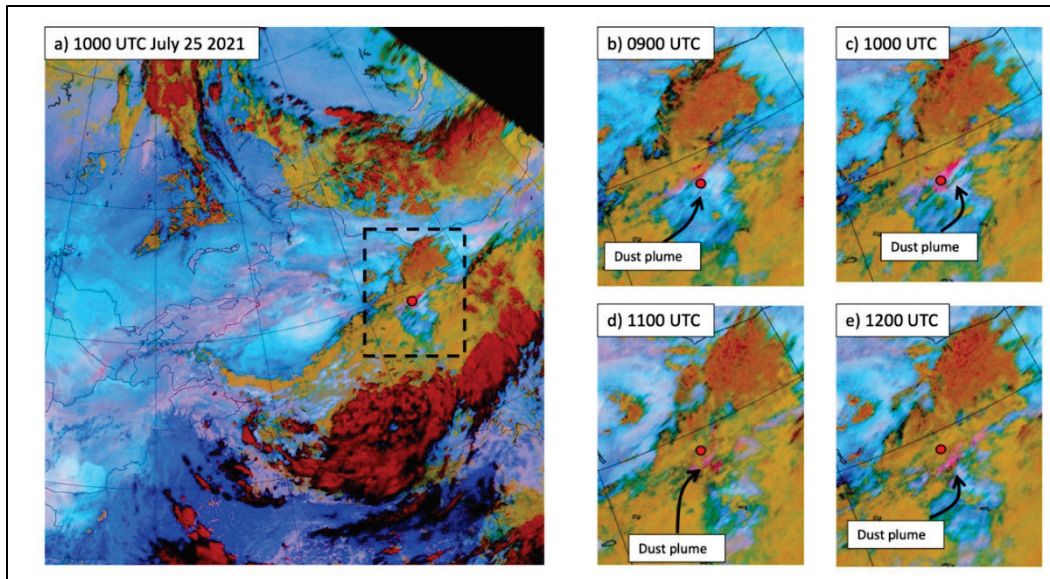 a) 1000 UTC July 25 2021
b) 0900 UTC
Dust plume
c) 1000 UTC
Dust plume
d) 1100 UTC
Dust plume
e) 1200 UTC
Dust plume